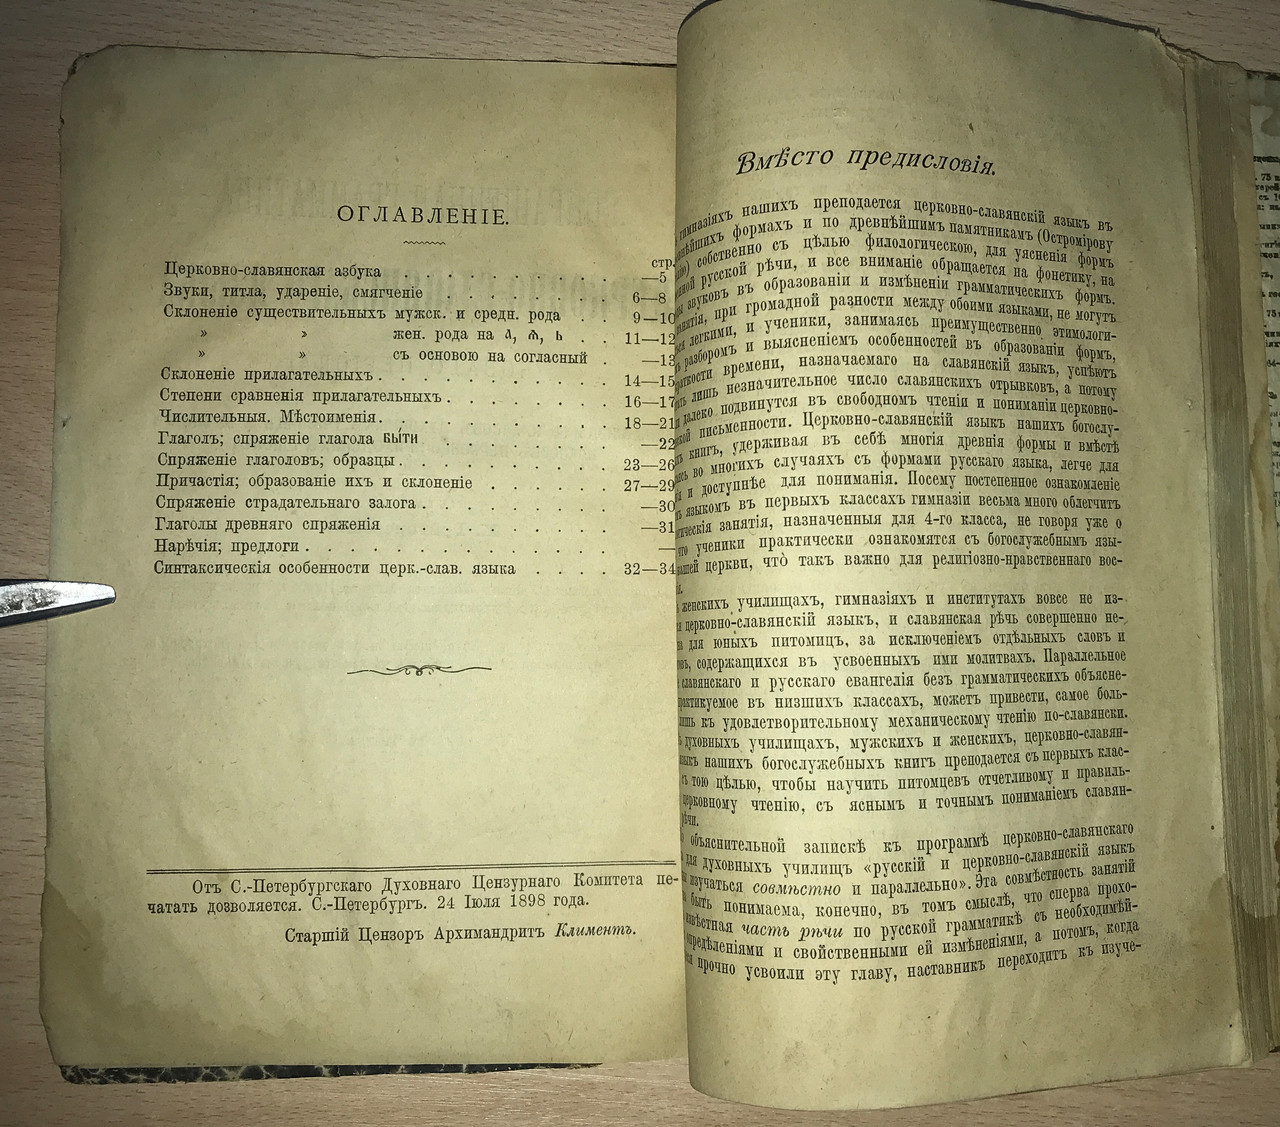 ОГЛАВЛЕНІЕ.
стр.
Церковно-славянская азбука . . . . . . . . . . —5
Звуки, титла, удареніе, смягченіе . . . . . . . . 6—8
Склоненіе существительныхъ мужск. и средн. рода . . 9—10
» » жен. рода на а, ѩ, ь . . 11—12
» » съ основою на согласный . —13
Склоненіе прилагательныхъ . . . . . . . . . . . 14—15
Степени сравненія прилагательныхъ . . . . . . . . 16—17
Числительныя. Мѣстоименія . . . . . . . . . . . 18—21
Глаголъ; спряженіе глагола быти . . . . . . . . —22
Спряженіе глаголовъ; образцы . . . . . . . . . . 23—26
Причастія; образованіе ихъ и склоненіе . . . . . . 27—29
Спряженіе страдательнаго залога . . . . . . . . . —30
Глаголы древняго спряженія . . . . . . . . . . —31
Нарѣчія; предлоги . . . . . . . . . . . . . . —
Синтаксическія особенности церк.-слав. языка . . . . 32—34
Отъ С.-Петербургскаго Духовнаго Цензурнаго Комитета пе-
чатать дозволяется. С.-Петербургъ. 24 Іюля 1898 года.
Старшій Цензоръ Архимандритъ Климентъ.
Вмѣсто предисловія.
гимназіяхъ нашихъ преподается церковно-славянскій языкъ въ
формахъ и по древнѣйшимъ памятникамъ (Остромірову
собственно съ цѣлью филологическою, для уясненія формъ
русской рѣчи, и все вниманіе обращается на фонетику, на
звуковъ въ образованіи и измѣненіи грамматическихъ формъ.
при громадной разности между обоими языками, не могутъ
легкими, и ученики, занимаясь преимущественно этимологи-
разборомъ и выясненіемъ особенностей въ образованіи формъ,
времени, назначаемаго на славянскій языкъ, успѣютъ
лишь незначительное число славянскихъ отрывковъ, а потому
далеко подвинутся въ свободномъ чтеніи и пониманіи церковно-
письменности. Церковно-славянскій языкъ нашихъ богослу-
книгъ, удерживая въ себѣ многія древнія формы и вмѣстѣ
во многихъ случаяхъ съ формами русскаго языка, легче для
и доступнѣе для пониманія. Посему постепенное ознакомленіе
языкомъ въ первыхъ классахъ гимназіи весьма много облегчитъ
занятія, назначенныя для 4-го класса, не говоря уже о
что ученики практически ознакомятся съ богослужебнымъ язы-
церкви, что̀ такъ важно для религіозно-нравственнаго вос-
женскихъ училищахъ, гимназіяхъ и институтахъ вовсе не из-
церковно-славянскій языкъ, и славянская рѣчь совершенно не-
для юныхъ питомицъ, за исключеніемъ отдѣльныхъ словъ и
содержащихся въ усвоенныхъ ими молитвахъ. Параллельное
славянскаго и русскаго евангелія безъ грамматическихъ объясне-
въ низшихъ классахъ, можетъ привести, самое боль-
къ удовлетворительному механическому чтенію по-славянски.
духовныхъ училищахъ, мужскихъ и женскихъ, церковно-славян-
нашихъ богослужебныхъ книгъ преподается съ первыхъ клас-
съ тою цѣлью, чтобы научить питомцевъ отчетливому и правиль-
церковному чтенію, съ яснымъ и точнымъ пониманіемъ славян-
рѣчи.
объяснительной запискѣ къ программѣ церковно-славянскаго
для духовныхъ училищъ «русскій и церковно-славянскій языкъ
изучаться совмѣстно и параллельно». Эта совмѣстность занятій
быть понимаема, конечно, въ томъ смыслѣ, что сперва прохо-
часть рѣчи по русской грамматикѣ съ необходимѣй-
опредѣленіями и свойственными ей измѣненіями, а потомъ, когда
прочно усвоили эту главу, наставникъ переходитъ къ изуче-